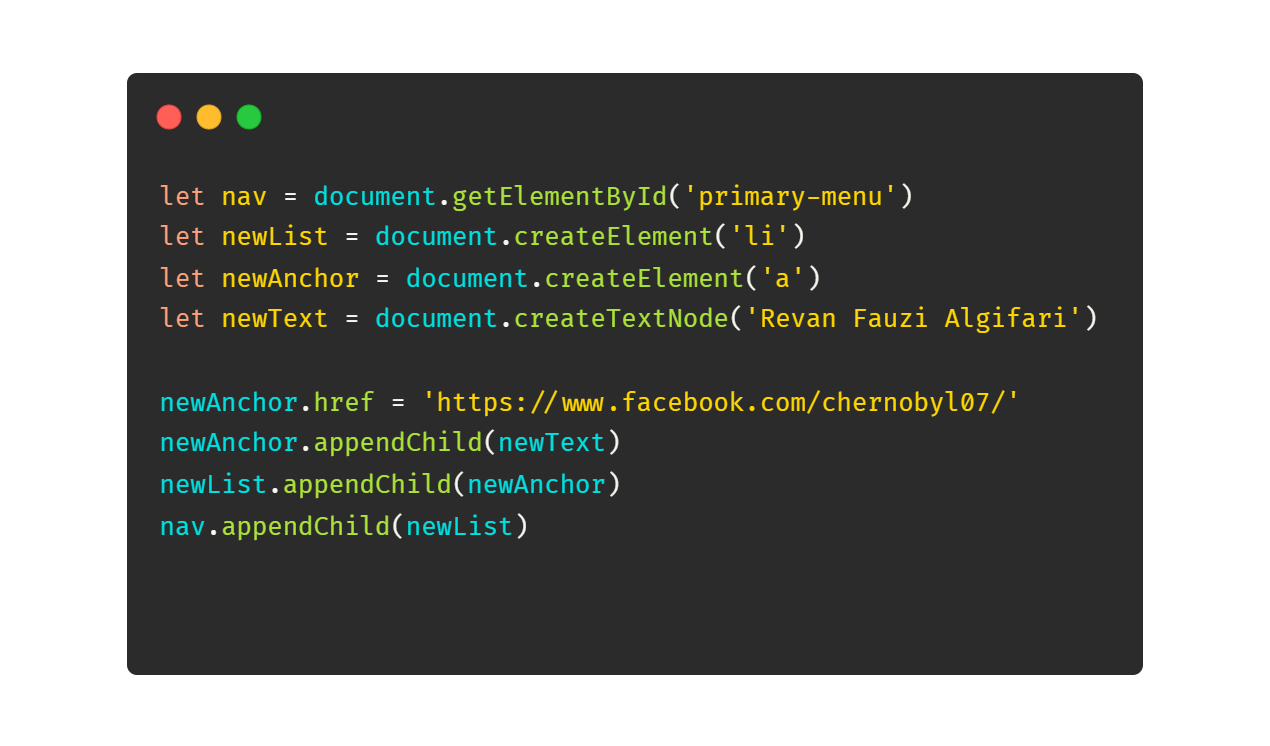 let nav = document.getElementById('primary-menu')
let newList = document.createElement('li')
let newAnchor = document.createElement('a')
let newText = document.createTextNode('Revan Fauzi Algifari')
newAnchor.href = 'https://www.facebook.com/chernobyl07/'
newAnchor.appendChild(newText)
newList.appendChild(newAnchor)
nav.appendChild(newList)